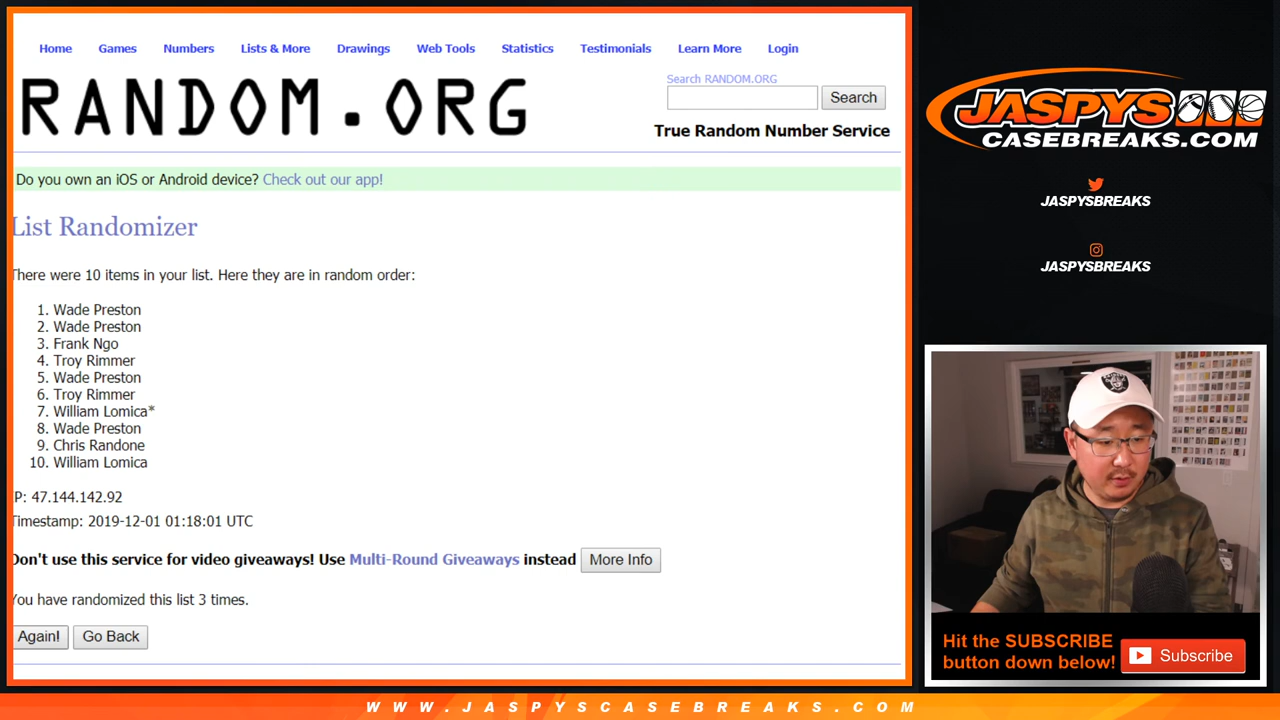 Home Games Numbers Lists & More Drawings Web Tools Statistics Testimonials Learn More Login
RANDOM.ORG
Search RANDOM.ORG
Search
True Random Number Service
Do you own an iOS or Android device? Check out our app!
List Randomizer
There were 10 items in your list. Here they are in random order:
1. Wade Preston
2. Wade Preston
3. Frank Ngo
4. Troy Rimmer
5. Wade Preston
6. Troy Rimmer
7. William Lomica*
8. Wade Preston
9. Chris Randone
10. William Lomica
IP: 47.144.142.92
Timestamp: 2019-12-01 01:18:01 UTC
Don't use this service for video giveaways! Use Multi-Round Giveaways instead More Info
You have randomized this list 3 times.
Again! Go Back
JASPYS
CASEBREAKS.COM
JASPYSBREAKS
JASPYSBREAKS
Hit the SUBSCRIBE
button down below!
Subscribe
WWW.JASPYSCASEBREAKS.COM